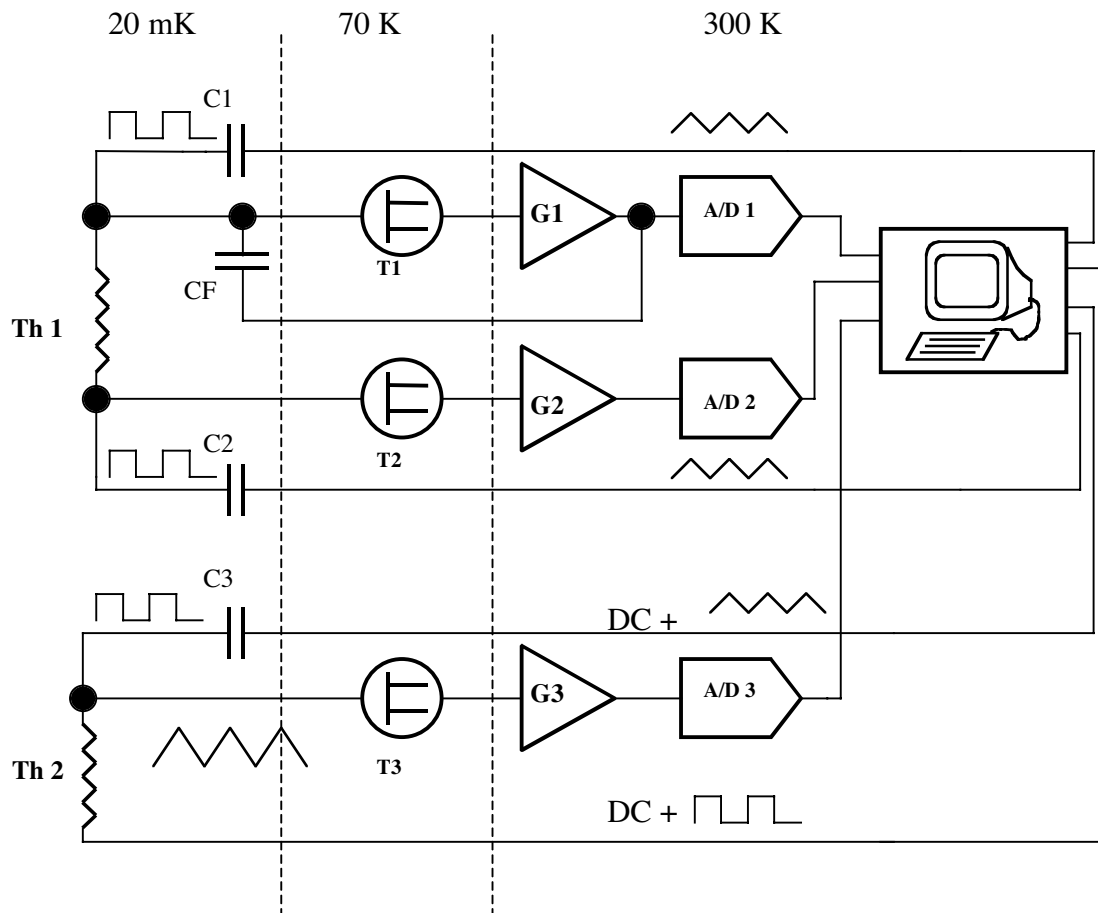 20 mK 70 K 300 K
C1
G1 A/D 1
T1
CF
Th 1
G2 A/D 2
C2
T2
C3
DC +
G3 A/D 3
Th 2
T3
DC +